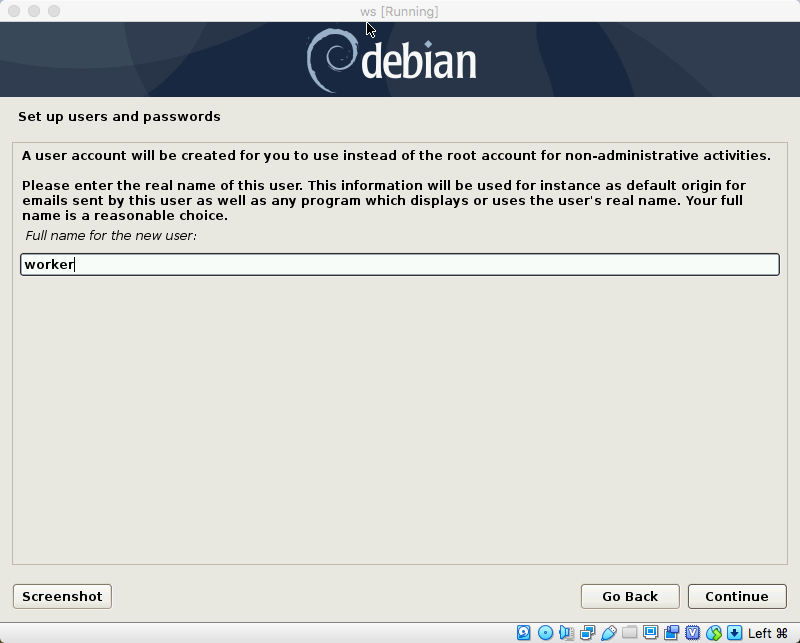 ws [Running]
debian
Set up users and passwords
A user account will be created for you to use instead of the root account for non-administrative activities.
Please enter the real name of this user. This information will be used for instance as default origin for
emails sent by this user as well as any program which displays or uses the user's real name. Your full
name is a reasonable choice.
Full name for the new user:
worker
Screenshot
Go Back
Continue
Left ⌘